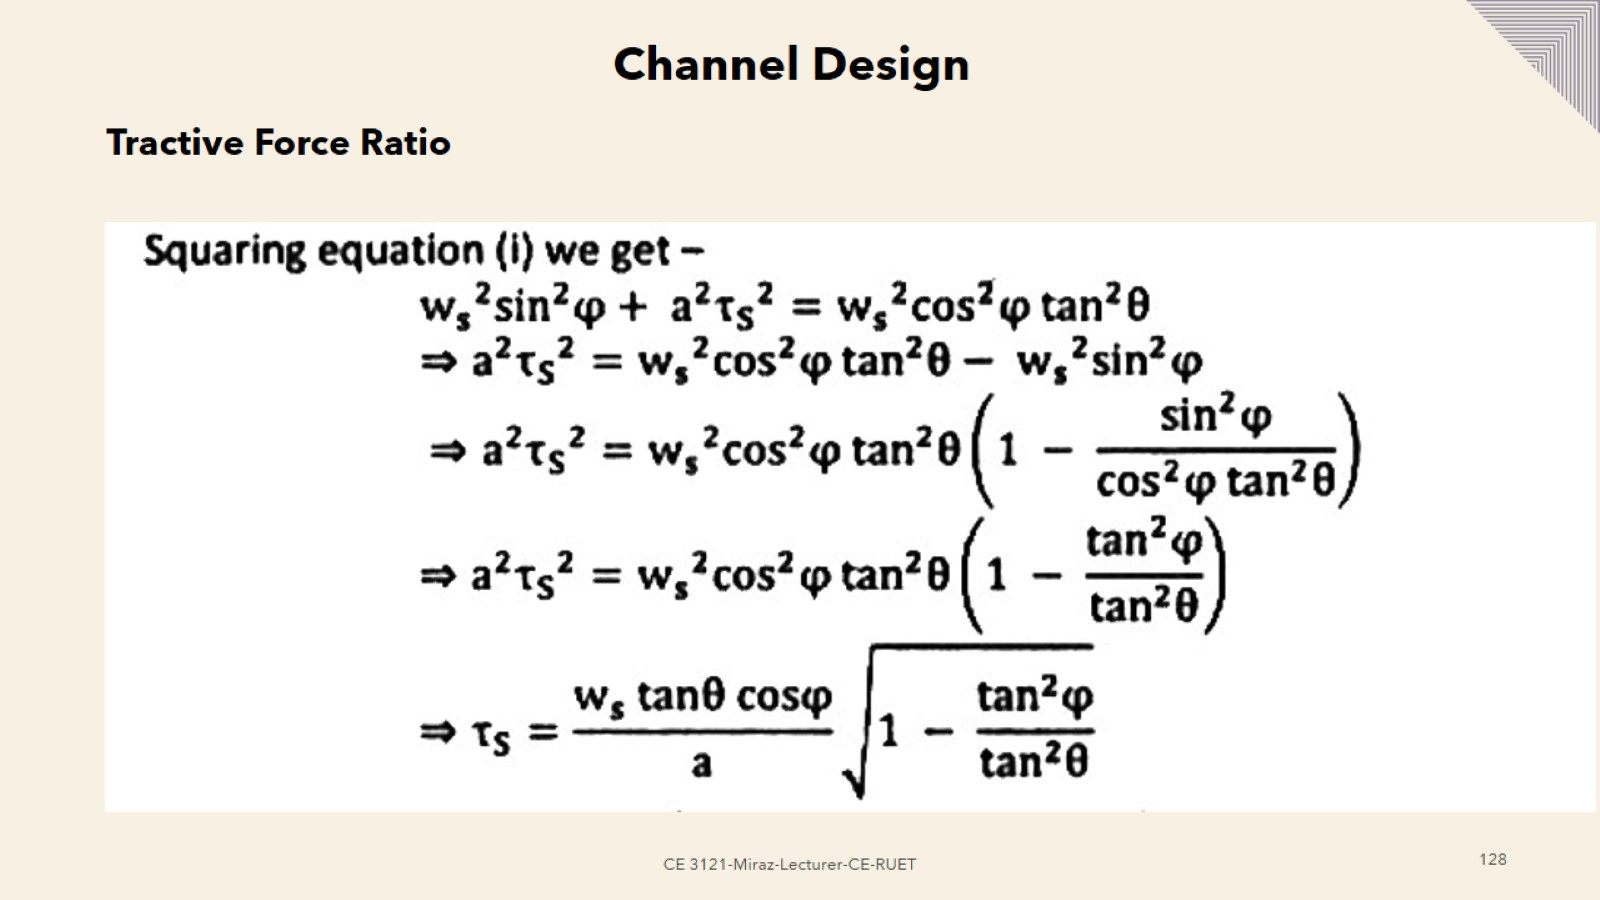 Channel Design
Tractive Force Ratio
Squaring equation (i) we get –
wₛ²sin²φ + a²τₛ² = wₛ²cos²φ tan²θ
⇒ a²τₛ² = wₛ²cos²φ tan²θ – wₛ²sin²φ
⇒ a²τₛ² = wₛ²cos²φ tan²θ (1 – sin²φ / cos²φ tan²θ)
⇒ a²τₛ² = wₛ²cos²φ tan²θ (1 – tan²φ / tan²θ)
⇒ τₛ = wₛ tanθ cosφ / a √(1 – tan²φ / tan²θ)
CE 3121-Miraz-Lecturer-CE-RUET
128